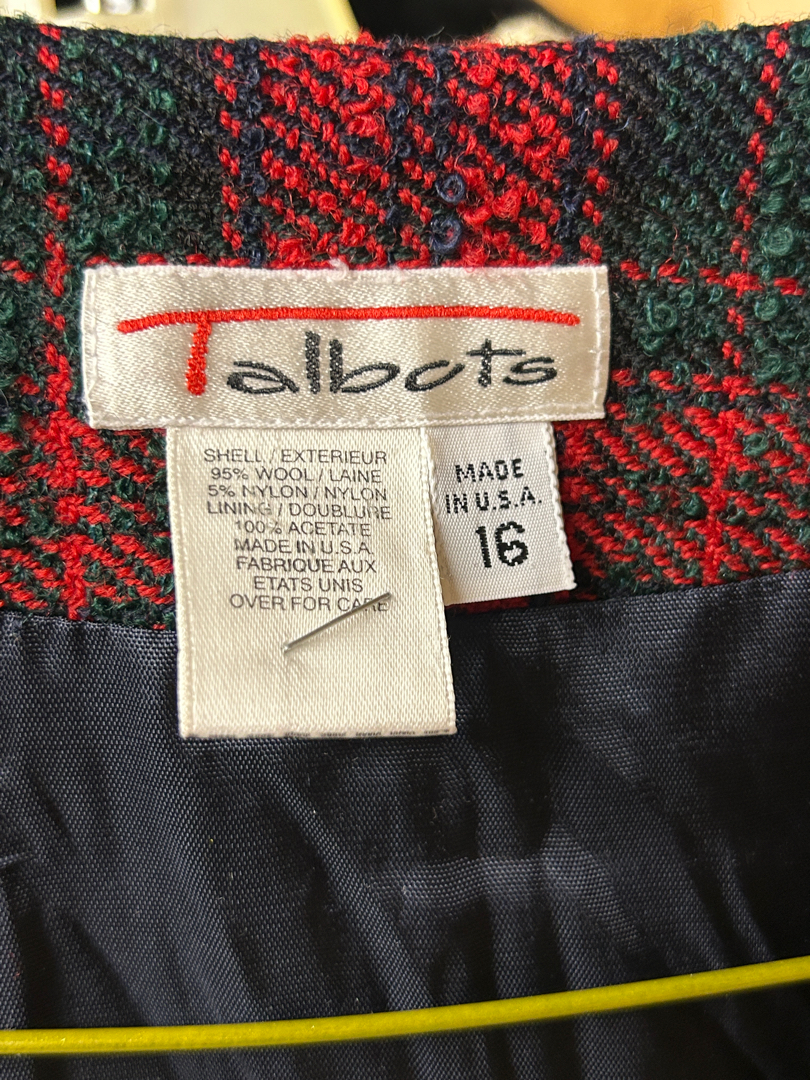 Talbots
SHELL / EXTERIEUR
95% WOOL / LAINE
5% NYLON / NYLON
LINING / DOUBLURE
100% ACETATE
MADE IN U.S.A.
FABRIQUE AUX
ETATS UNIS
OVER FOR CARE
MADE
IN U.S.A.
16